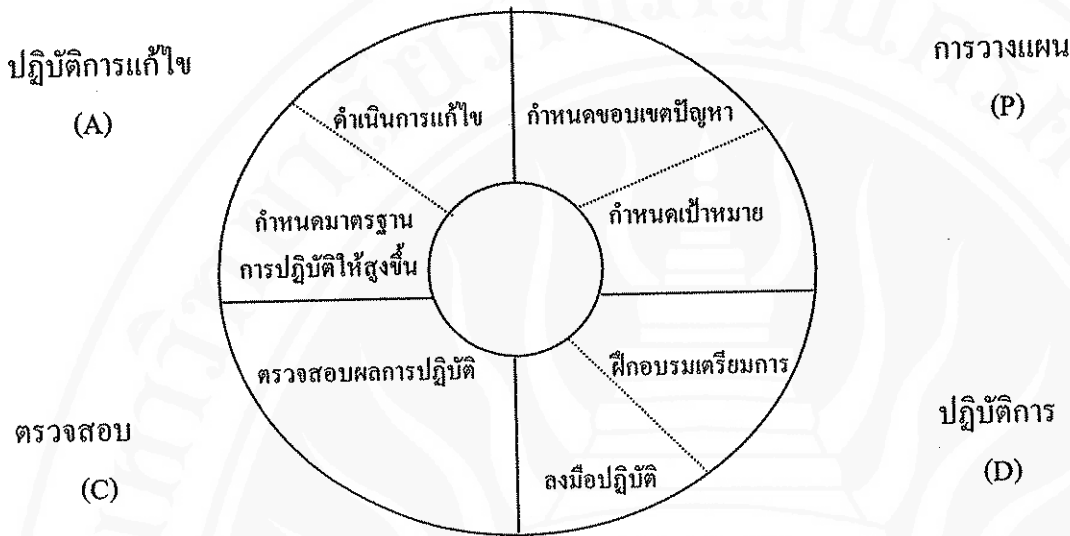 ปฏิบัติการแก้ไข
(A)
การวางแผน
(P)
ดำเนินการแก้ไข
กำหนดขอบเขตปัญหา
กำหนดมาตรฐาน
การปฏิบัติให้สูงขึ้น
กำหนดเป้าหมาย
ตรวจสอบผลการปฏิบัติ
ฝึกอบรมเตรียมการ
ลงมือปฏิบัติ
ตรวจสอบ
(C)
ปฏิบัติการ
(D)